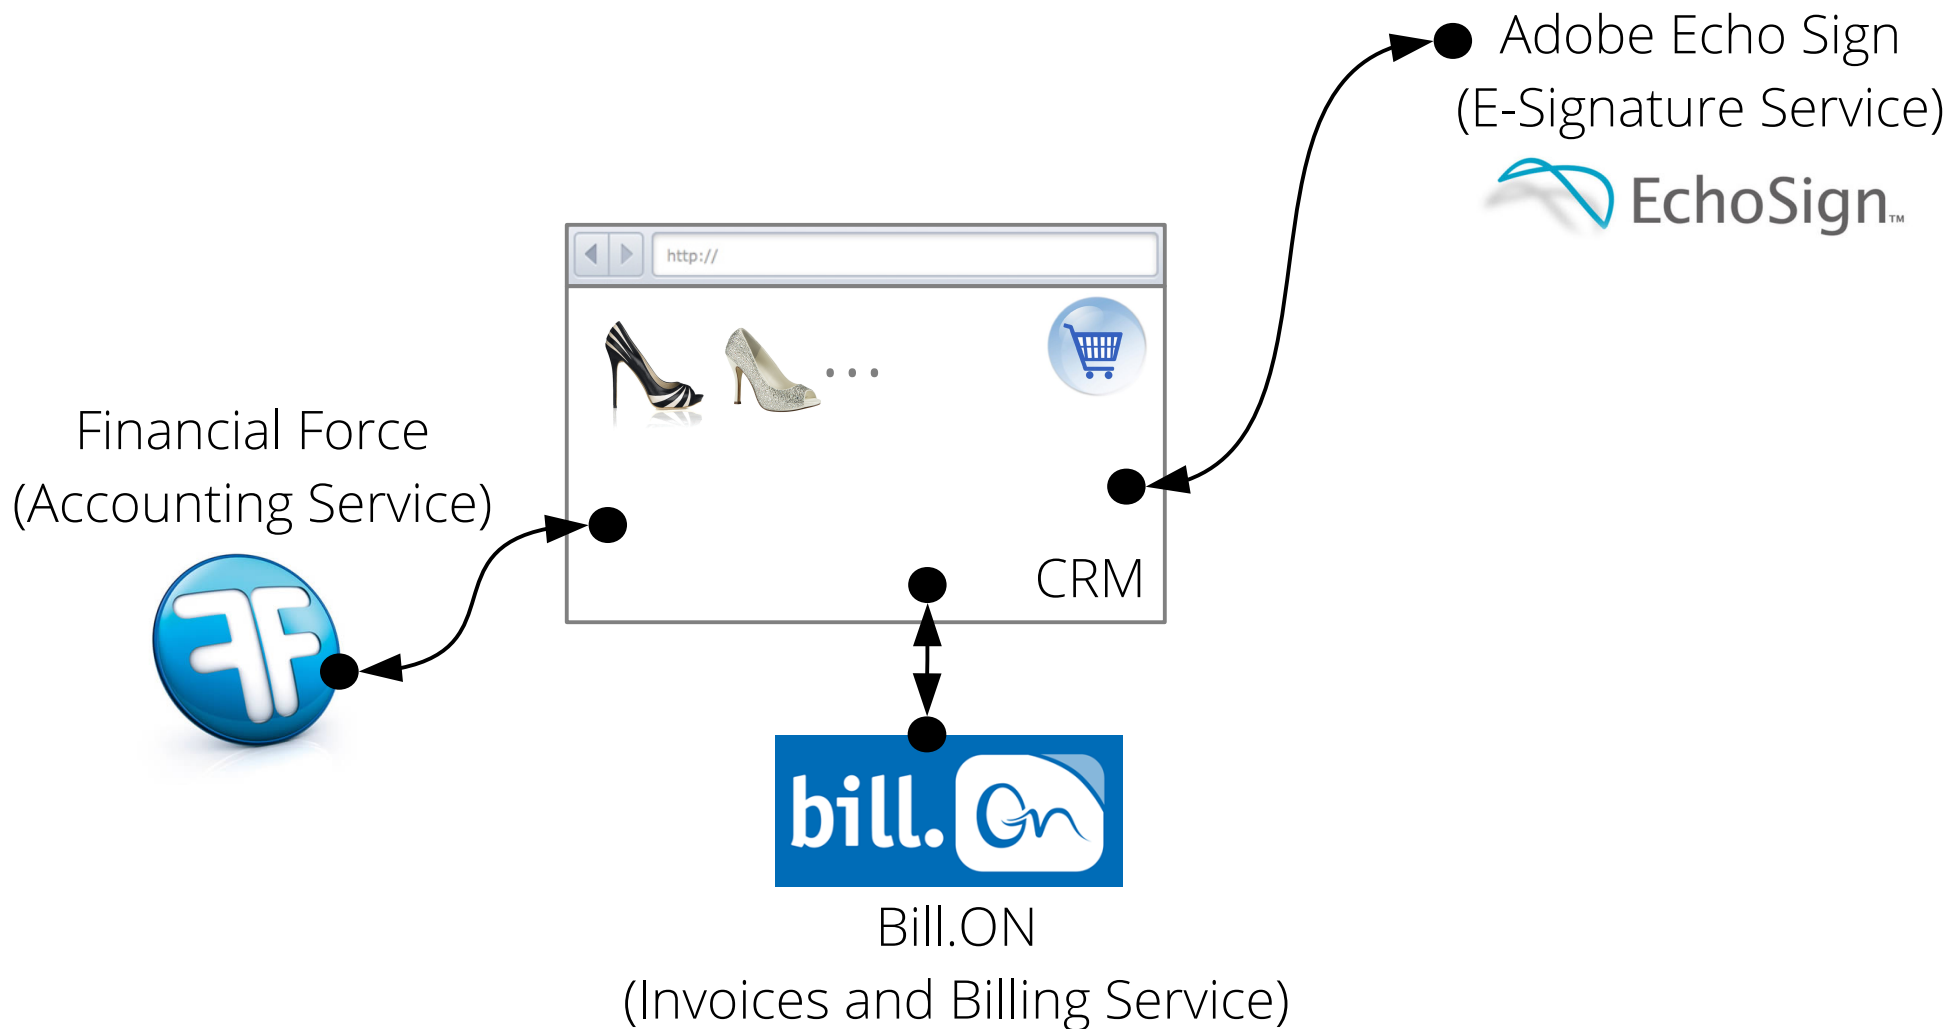 Adobe Echo Sign
(E-Signature Service)
EchoSign™
http://
...
Financial Force
(Accounting Service)
FF
CRM
bill.On
Bill.ON
(Invoices and Billing Service)